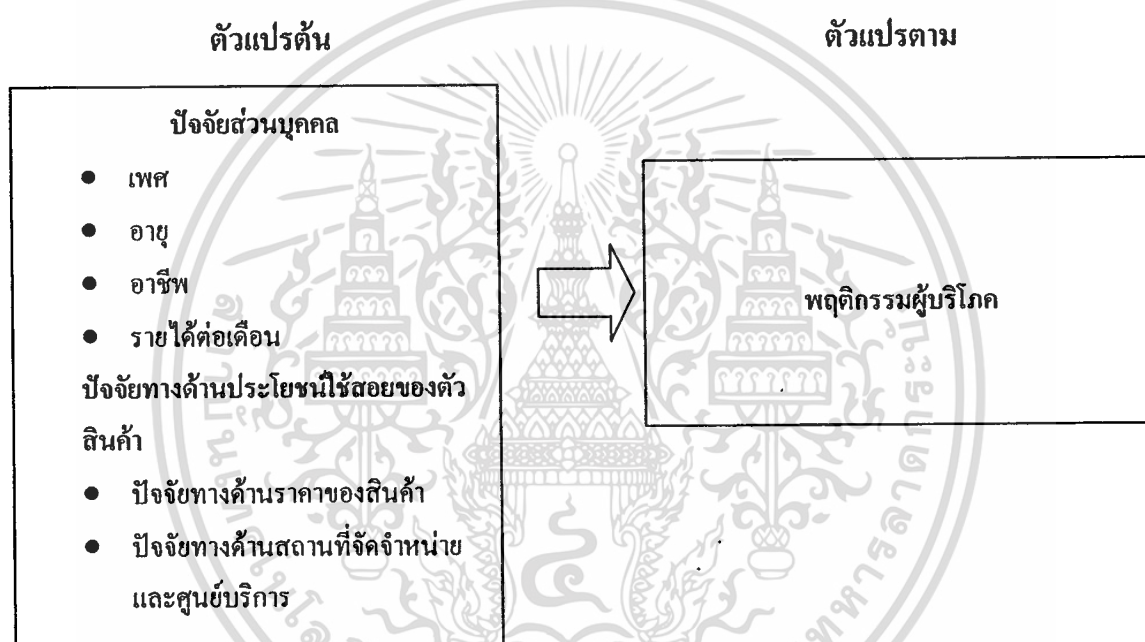 ตัวแปรต้น
ตัวแปรตาม
ปัจจัยส่วนบุคคล
● เพศ
● อายุ
● อาชีพ
● รายได้ต่อเดือน
ปัจจัยทางด้านประโยชน์ใช้สอยของตัว
สินค้า
● ปัจจัยทางด้านราคาของสินค้า
● ปัจจัยทางด้านสถานที่จัดจำหน่าย
และศูนย์บริการ
พฤติกรรมผู้บริโภค